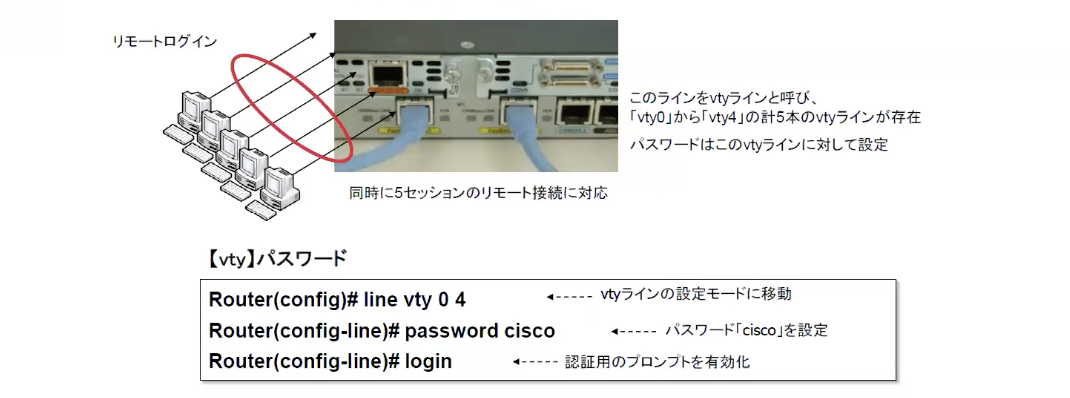 リモートログイン
このラインをvtyラインと呼び、
「vty0」から「vty4」の計5本のvtyラインが存在
パスワードはこのvtyラインに対して設定
同時に5セッションのリモート接続に対応
【vty】パスワード
Router(config)# line vty 0 4
vtyラインの設定モードに移動
Router(config-line)# password cisco
パスワード「cisco」を設定
Router(config-line)# login
認証用のプロンプトを有効化